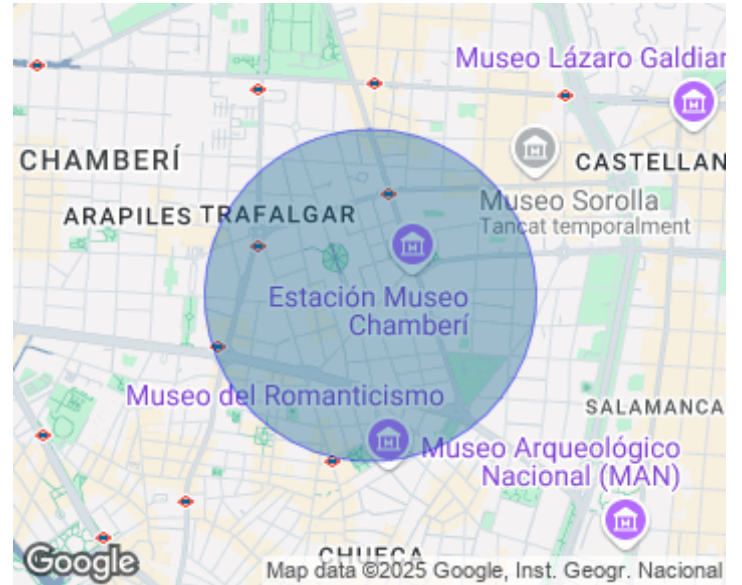 Museo Lázaro Galdiar
CHAMBERÍ
CASTELLAN
Museo Sorolla
Tancat temporalment
ARAPILES
TRAFALGAR
Estación Museo
Chamberí
Museo del Romanticismo
SALAMANCA
Museo Arqueológico
Nacional (MAN)
CHUECA
Google
Map data ©2025 Google, Inst. Geogr. Nacional